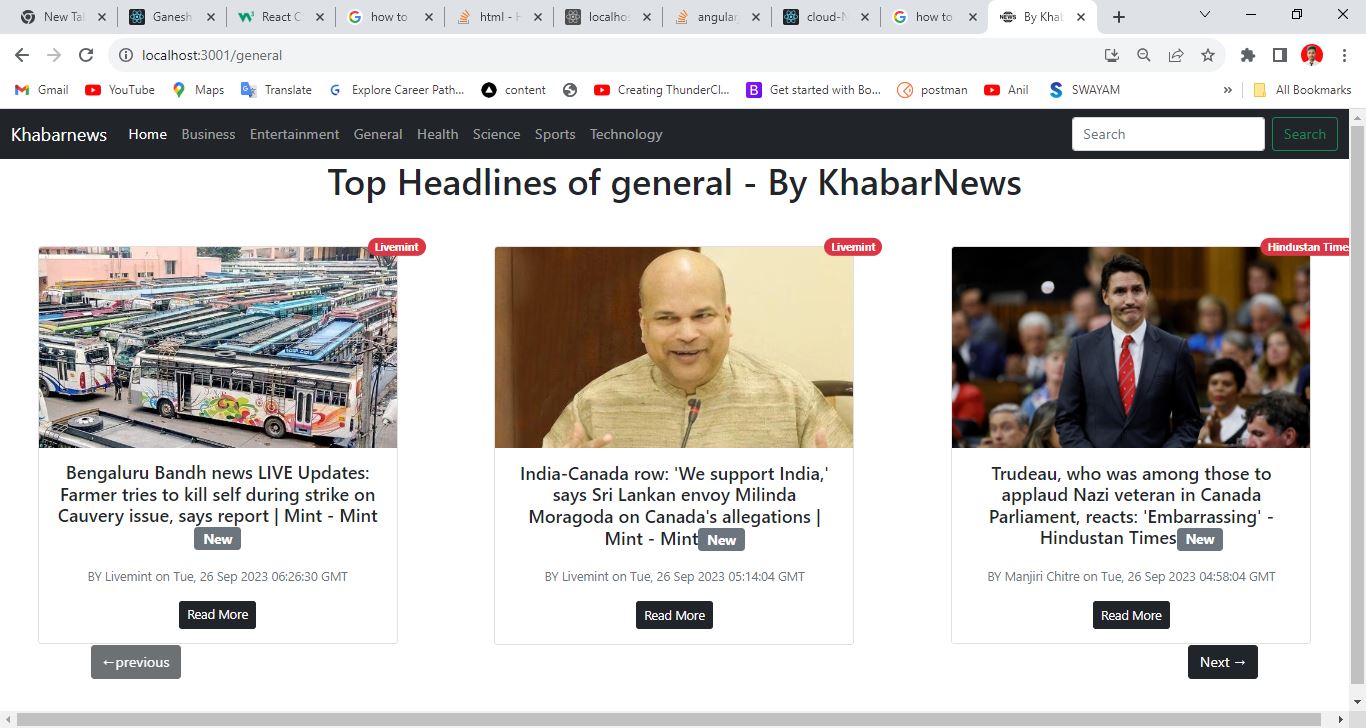 New Tab
Ganesh
React C
how to
html - H
localhos
angular
cloud-N
how to
NEWS
By Khab
localhost:3001/general
Gmail
YouTube
Maps
Translate
Explore Career Path...
content
Creating ThunderCl...
B
Get started with Bo...
postman
Anil
SWAYAM
»
All Bookmarks
Khabarnews
Home
Business
Entertainment
General
Health
Science
Sports
Technology
Search
Search
Top Headlines of general - By KhabarNews
Livemint
Livemint
Hindustan Time
Bengaluru Bandh news LIVE Updates:
Farmer tries to kill self during strike on
Cauvery issue, says report | Mint - Mint
New
BY Livemint on Tue, 26 Sep 2023 06:26:30 GMT
Read More
India-Canada row: 'We support India,'
says Sri Lankan envoy Milinda
Moragoda on Canada's allegations |
Mint - Mint New
BY Livemint on Tue, 26 Sep 2023 05:14:04 GMT
Read More
Trudeau, who was among those to
applaud Nazi veteran in Canada
Parliament, reacts: 'Embarrassing' -
Hindustan Times New
BY Manjiri Chitre on Tue, 26 Sep 2023 04:58:04 GMT
Read More
←previous
Next →